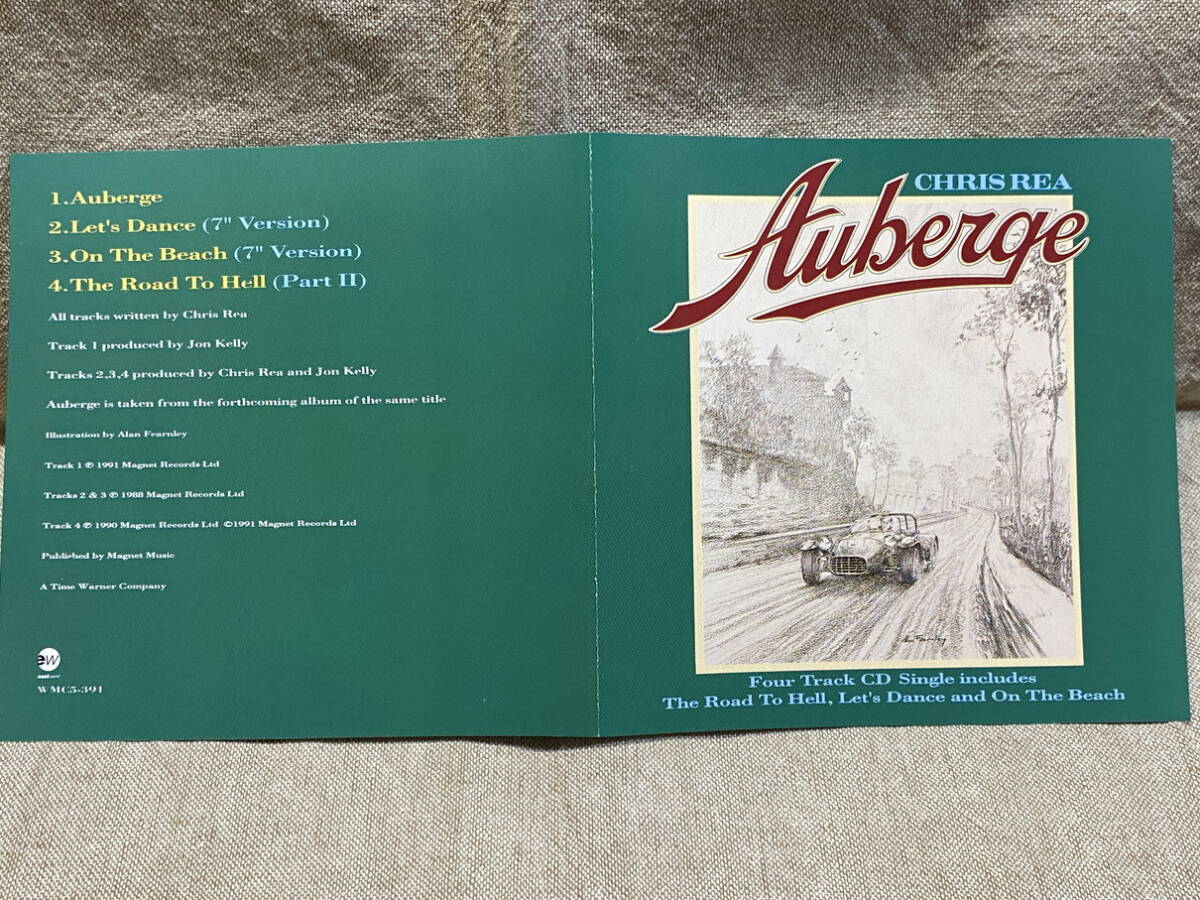 1.Auberge
2.Let's Dance (7" Version)
3.On The Beach (7" Version)
4.The Road To Hell (Part II)
All tracks written by Chris Rea
Track 1 produced by Jon Kelly
Tracks 2,3,4 produced by Chris Rea and Jon Kelly
Auberge is taken from the forthcoming album of the same title
Illustration by Alan Fearnley
Track 1 ℗ 1991 Magnet Records Ltd
Tracks 2 & 3 ℗ 1988 Magnet Records Ltd
Track 4 ℗ 1990 Magnet Records Ltd ©1991 Magnet Records Ltd
Published by Magnet Music
A Time Warner Company
ew
WMC5-391
CHRIS REA
Auberge
Four Track CD Single includes
The Road To Hell, Let's Dance and On The Beach